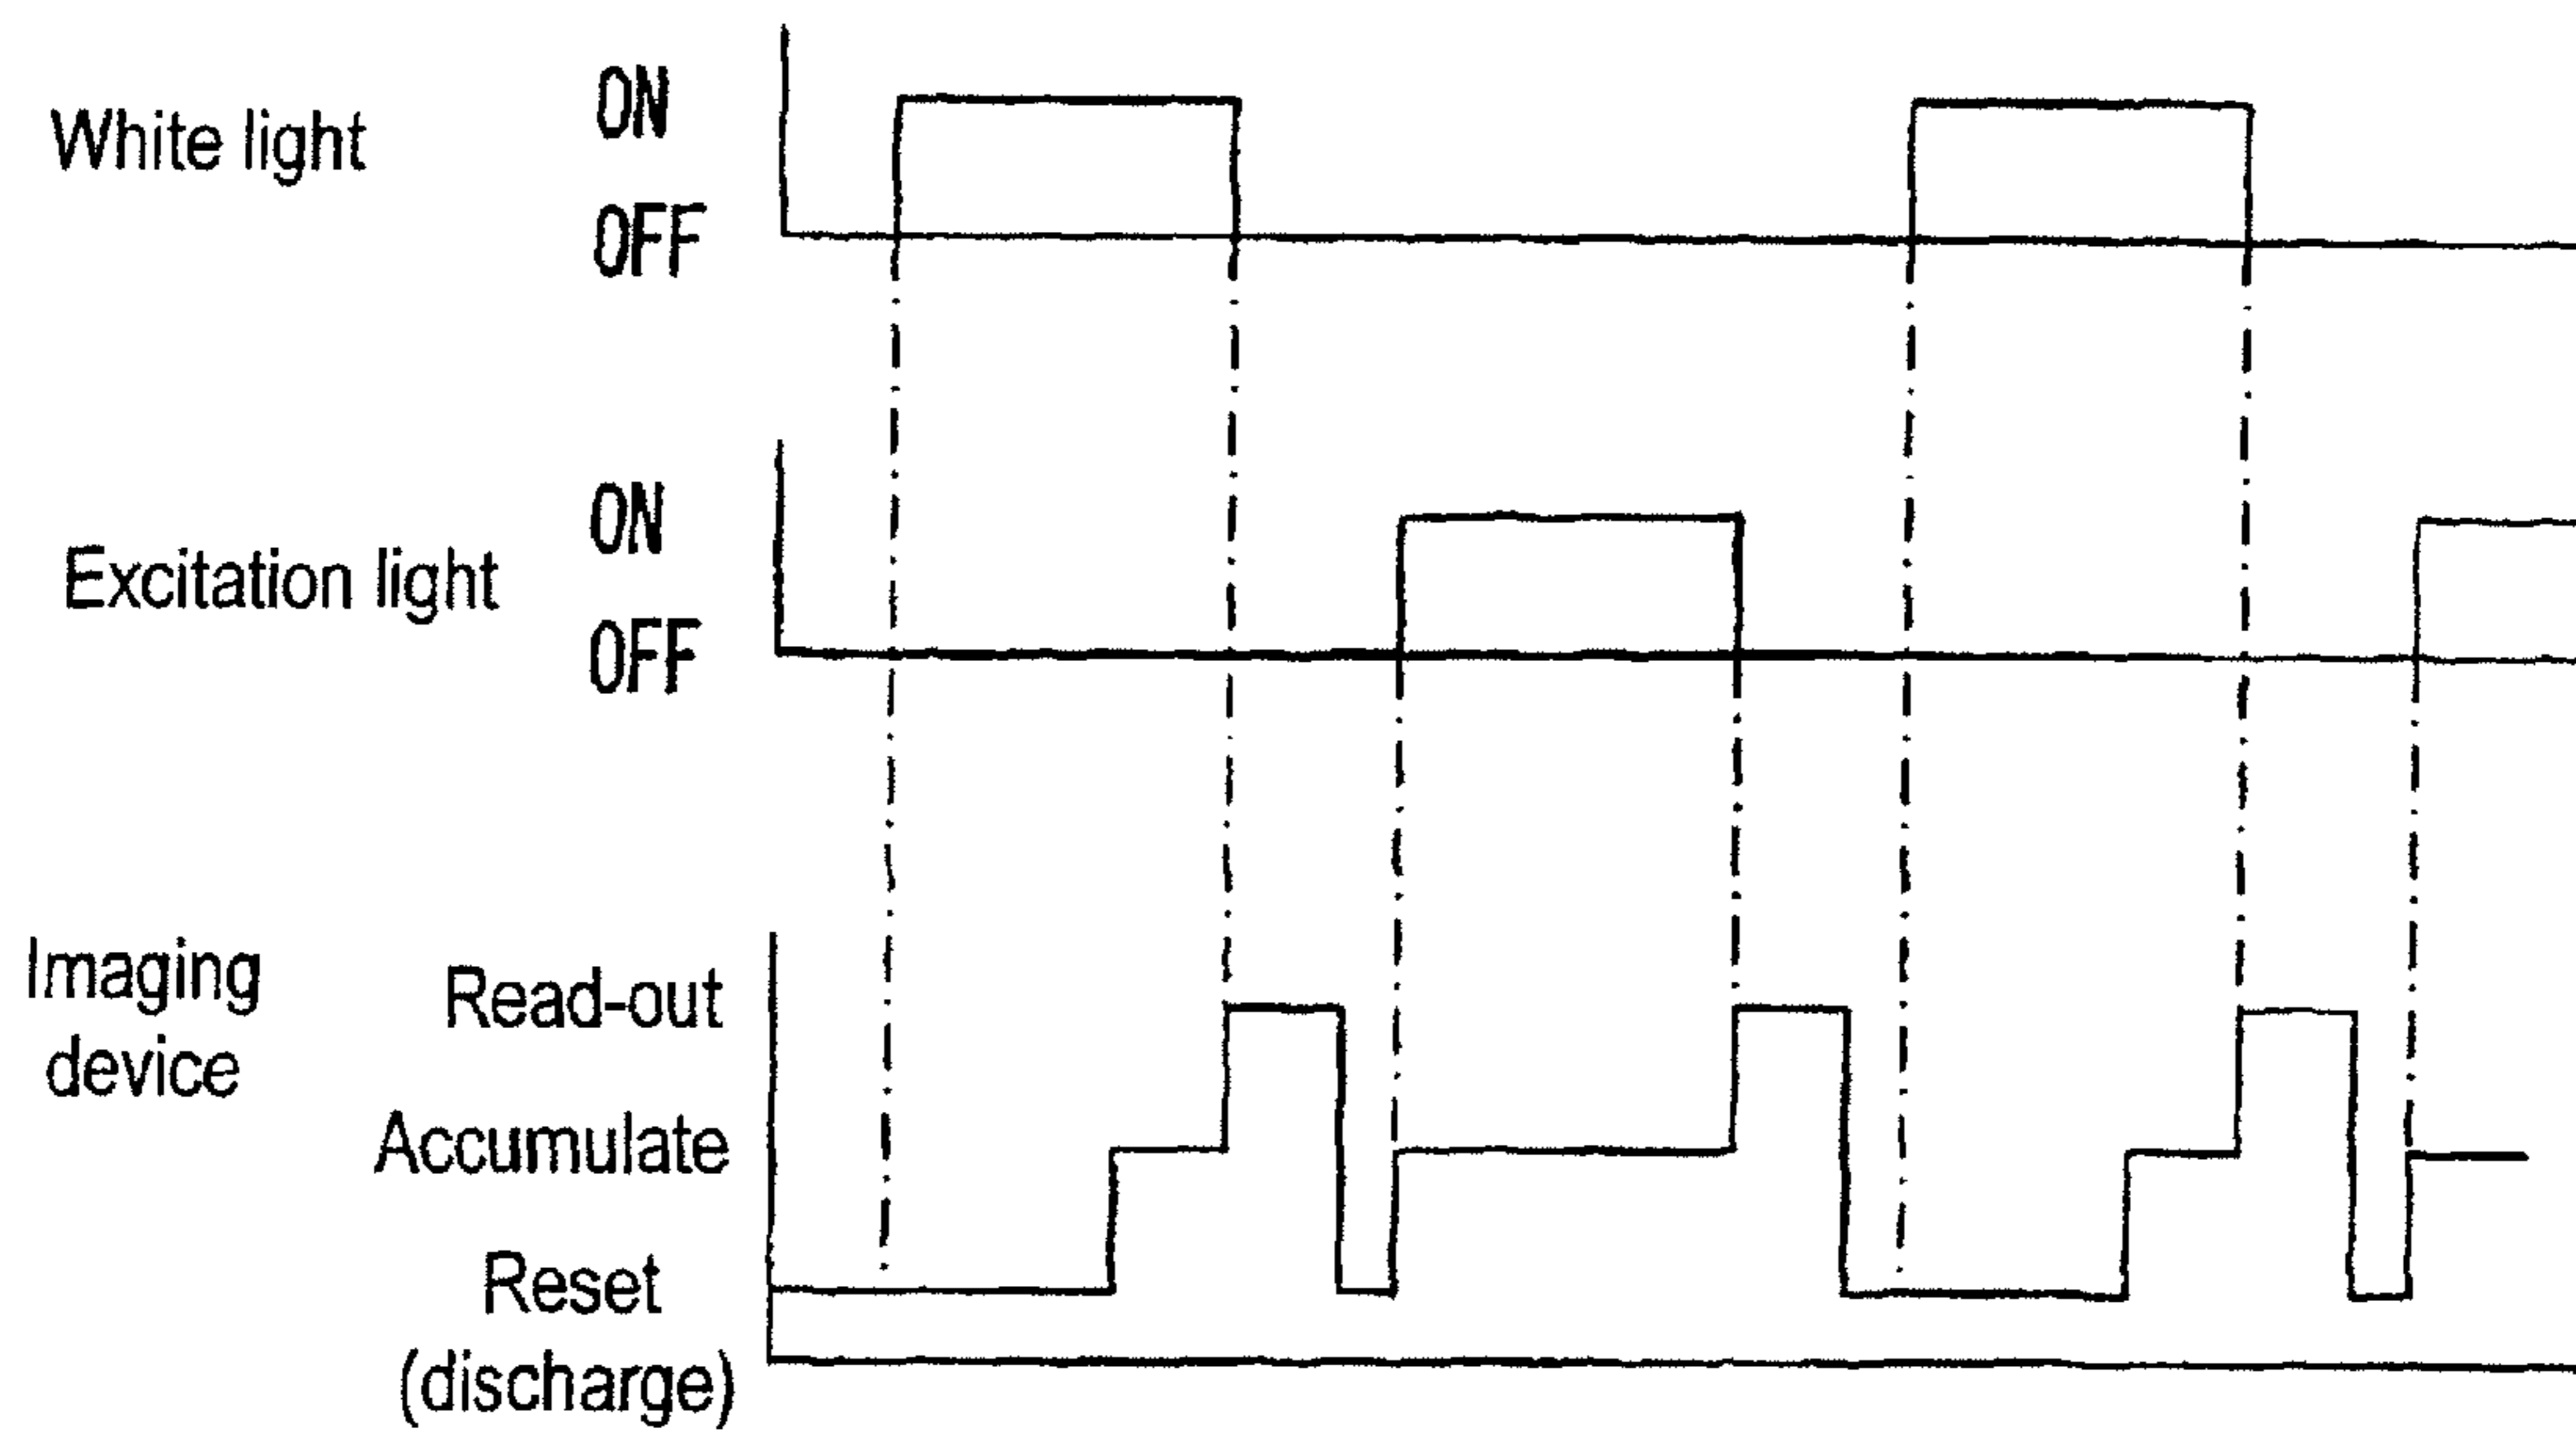 White light
ON
OFF
Excitation light
ON
OFF
Imaging
device
Read-out
Accumulate
Reset
(discharge)